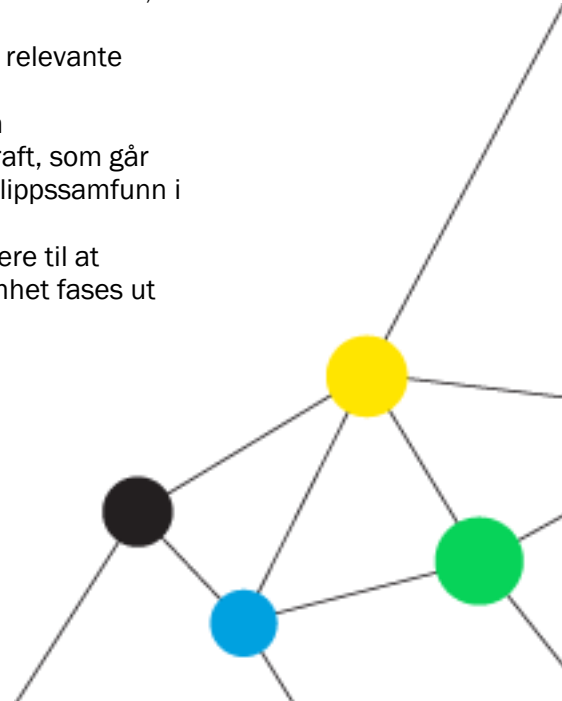 relevante
raft, som går
lippssamfunn i
ere til at
nhet fases ut